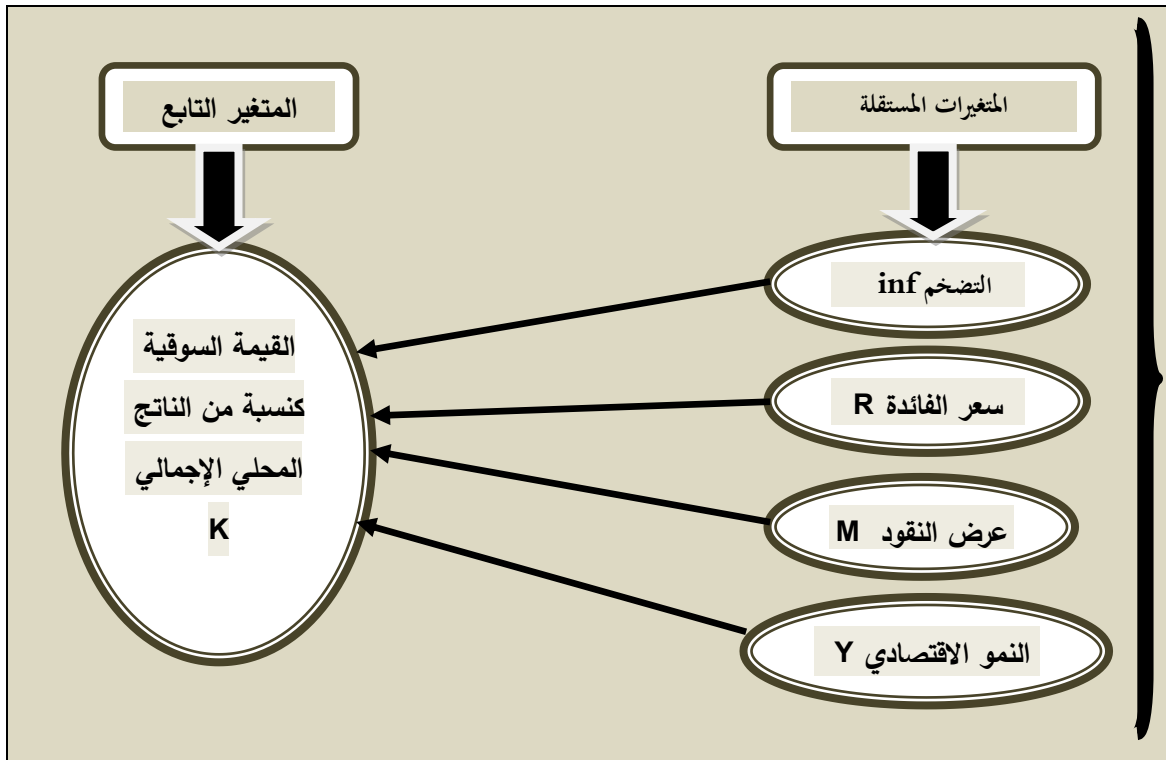 المتغيرات المستقلة
المتغير التابع
التضخم inf
سعر الفائدة R
عرض النقود M
النمو الاقتصادي Y
القيمة السوقية
كنسبة من الناتج
المحلي الإجمالي
K